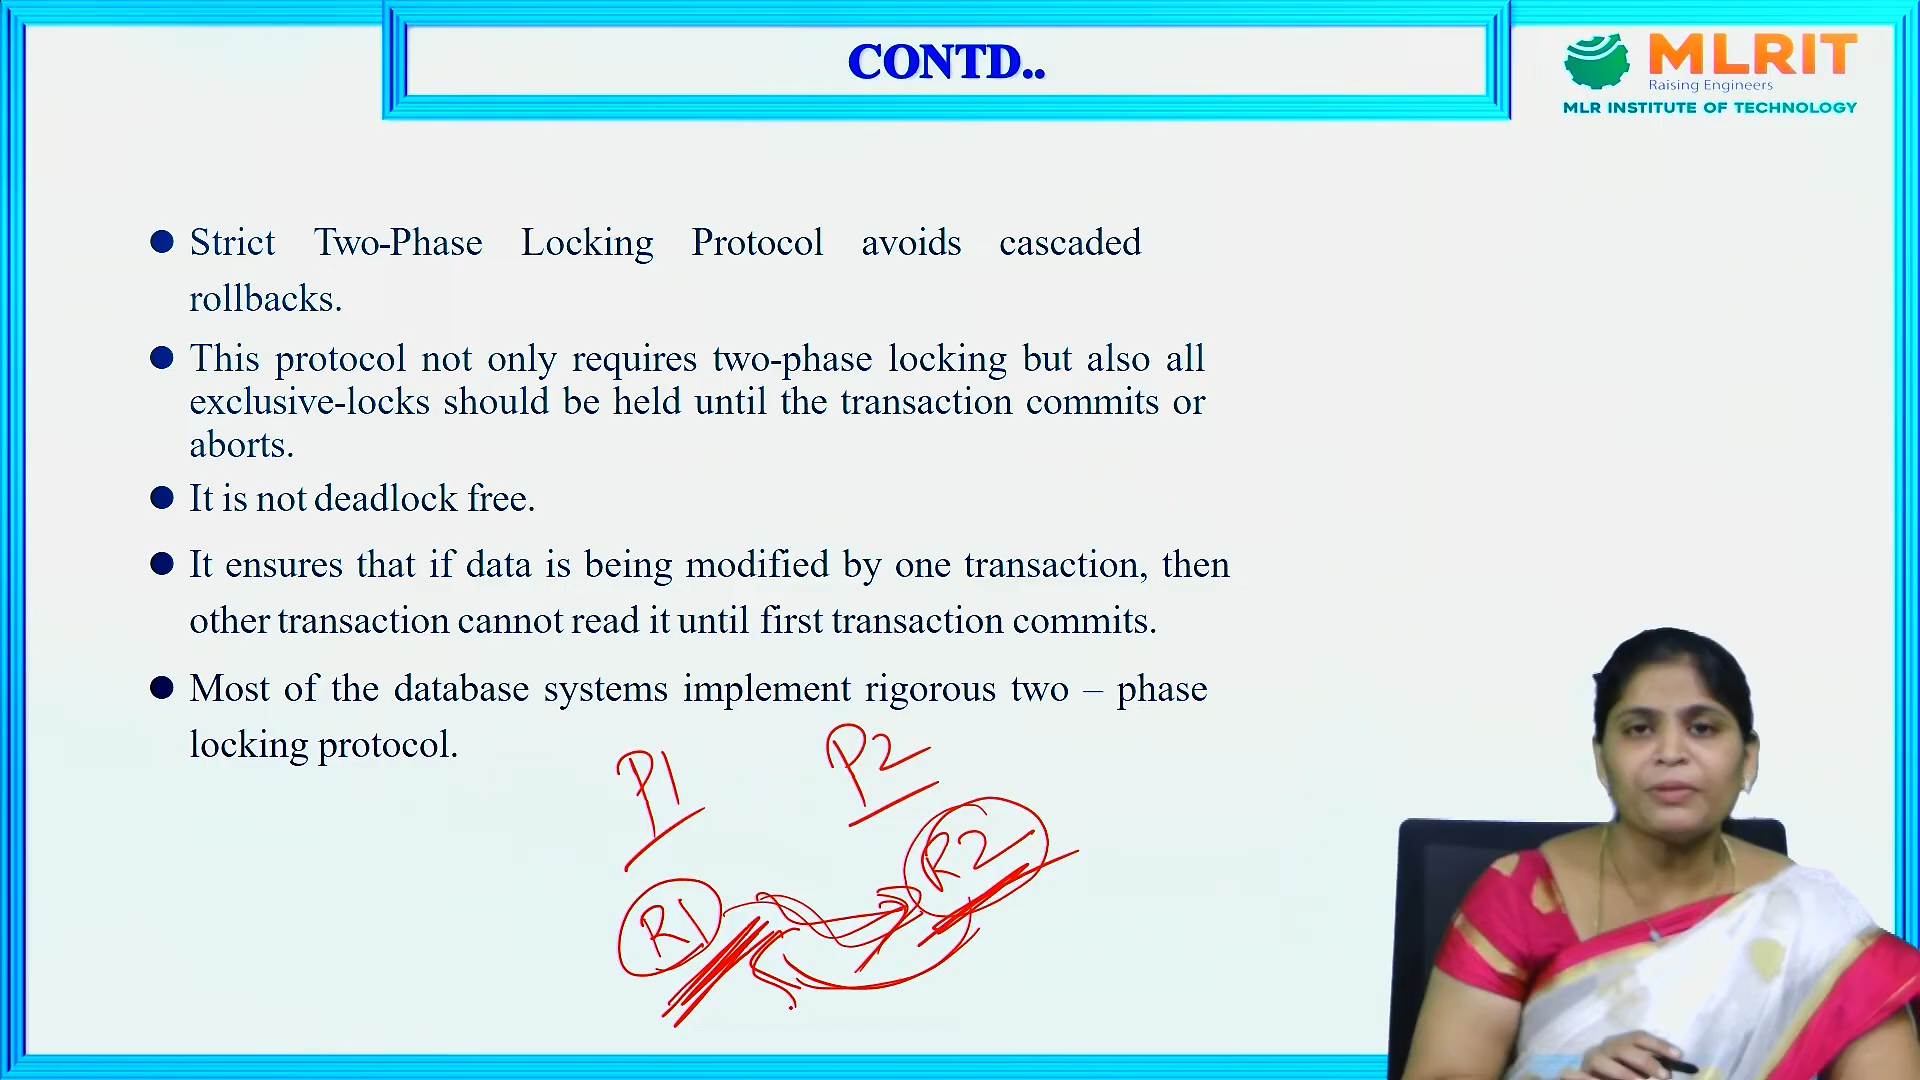 CONTD..
MLRIT
Raising Engineers
MLR INSTITUTE OF TECHNOLOGY
Strict Two-Phase Locking Protocol avoids cascaded
rollbacks.
This protocol not only requires two-phase locking but also all
exclusive-locks should be held until the transaction commits or
aborts.
It is not deadlock free.
It ensures that if data is being modified by one transaction, then
other transaction cannot read it until first transaction commits.
Most of the database systems implement rigorous two – phase
locking protocol.
P1 P2
R1 R2